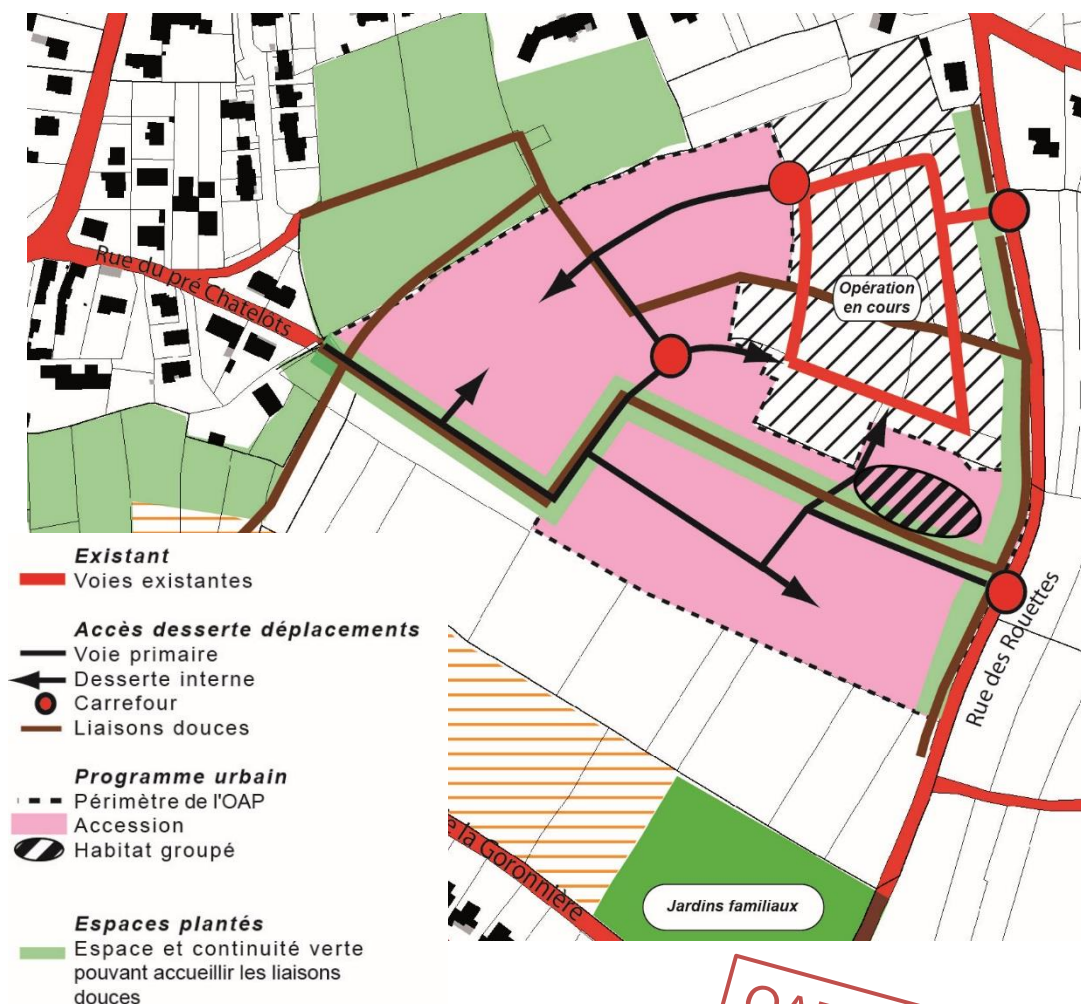 Rue du pré Chatelots
Opération
en cours
Existant
Voies existantes
Accès desserte déplacements
Voie primaire
Desserte interne
Carrefour
Liaisons douces
Programme urbain
Périmètre de l'OAP
Accession
Habitat groupé
Espaces plantés
Espace et continuité verte
pouvant accueillir les liaisons
douces
Rue des Rouettes
la Goronnière
Jardins familiaux